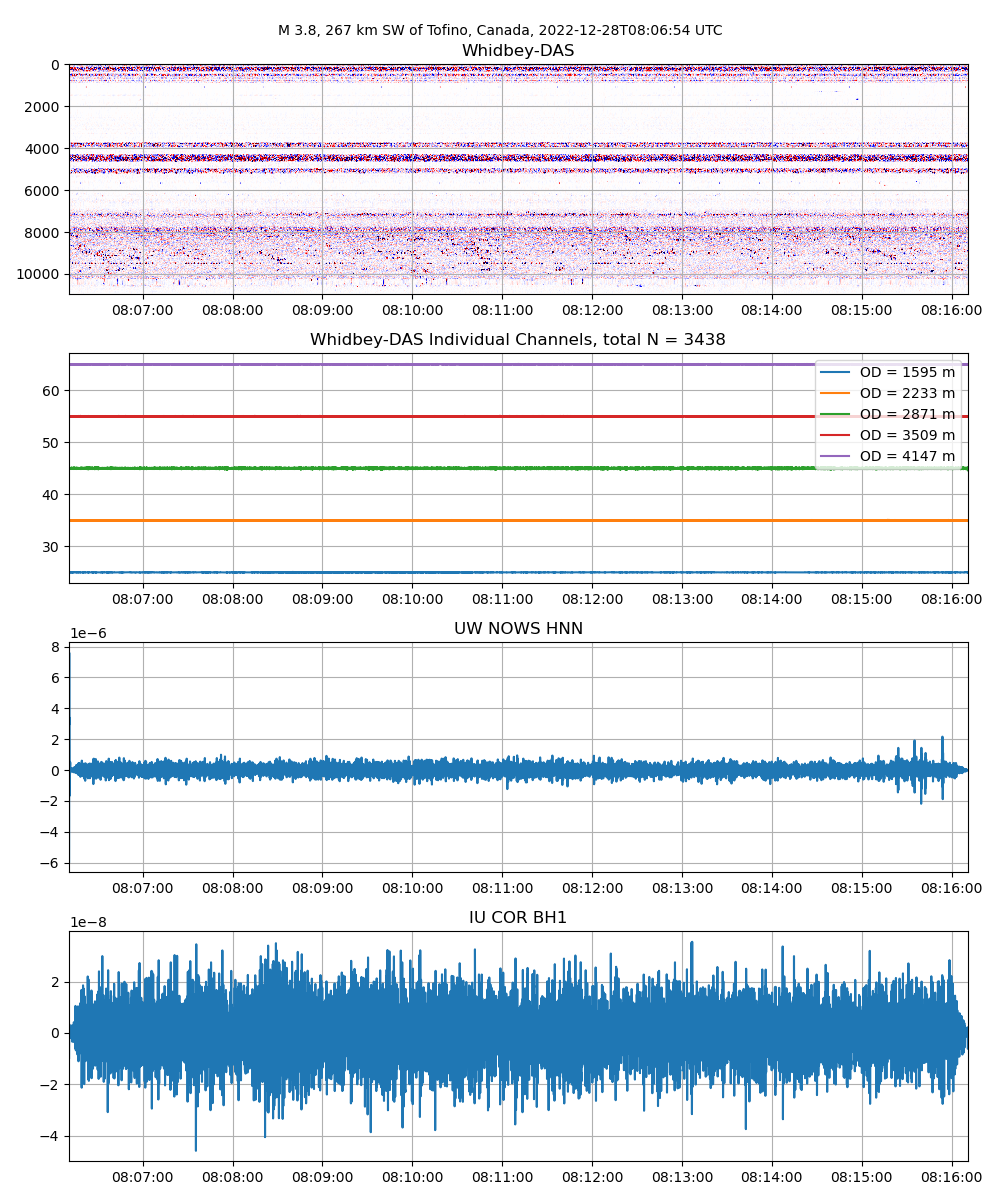 M 3.8, 267 km SW of Tofino, Canada, 2022-12-28T08:06:54 UTC
Whidbey-DAS
0
2000
4000
6000
8000
10000
08:07:00 08:08:00 08:09:00 08:10:00 08:11:00 08:12:00 08:13:00 08:14:00 08:15:00 08:16:00
Whidbey-DAS Individual Channels, total N = 3438
60
50
40
30
OD = 1595 m
OD = 2233 m
OD = 2871 m
OD = 3509 m
OD = 4147 m
08:07:00 08:08:00 08:09:00 08:10:00 08:11:00 08:12:00 08:13:00 08:14:00 08:15:00 08:16:00
UW NOWS HNN
1e−6
8
6
4
2
0
−2
−4
−6
08:07:00 08:08:00 08:09:00 08:10:00 08:11:00 08:12:00 08:13:00 08:14:00 08:15:00 08:16:00
IU COR BH1
1e−8
2
0
−2
−4
08:07:00 08:08:00 08:09:00 08:10:00 08:11:00 08:12:00 08:13:00 08:14:00 08:15:00 08:16:00